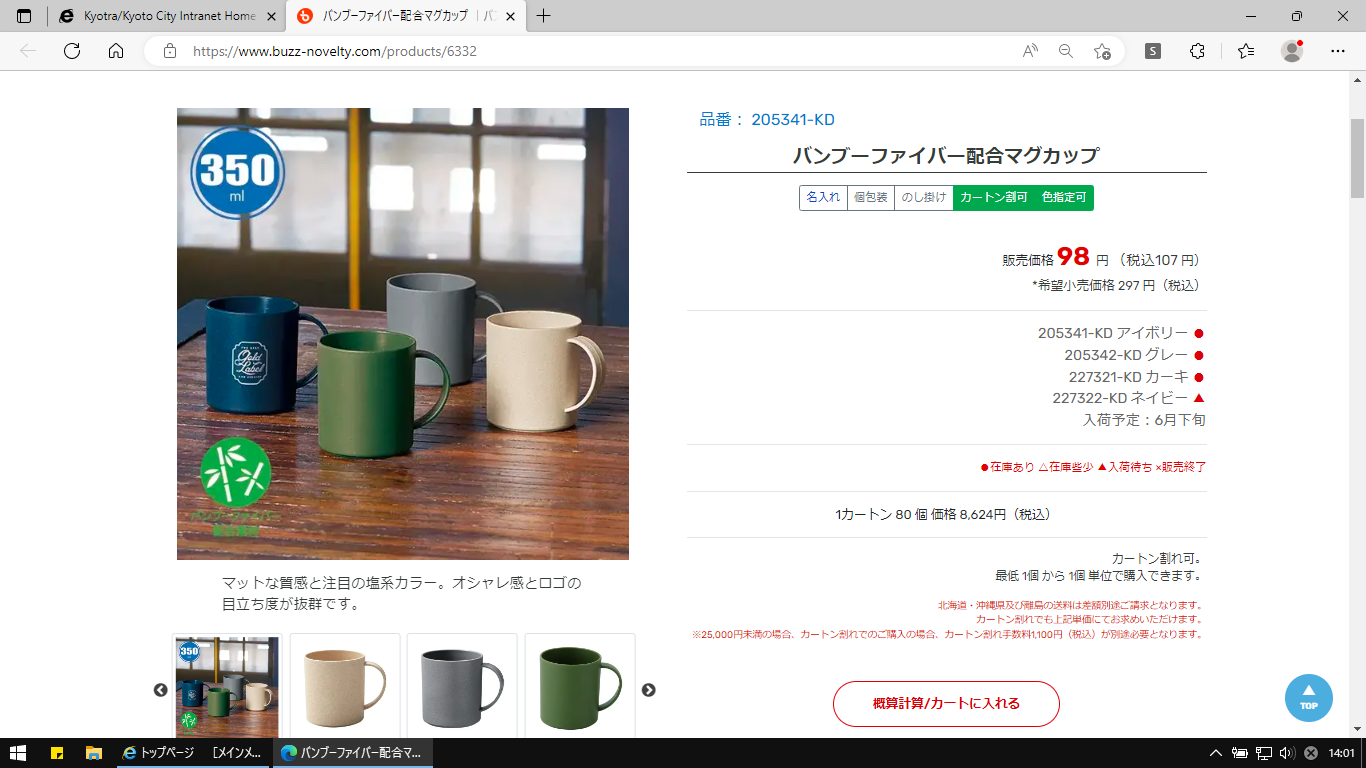 Kyotra/Kyoto City Intranet Home
バンブーファイバー配合マグカップ | バン
https://www.buzz-novelty.com/products/6332
品番： 205341-KD
バンブーファイバー配合マグカップ
名入れ 個包装 のし掛け カートン割可 色指定可
350
ml
販売価格 98 円 （税込107 円）
*希望小売価格 297 円（税込）
205341-KD アイボリー ●
205342-KD グレー ●
227321-KD カーキ ●
227322-KD ネイビー ▲
入荷予定：6月下旬
Gold
Label
●在庫あり △在庫些少 ▲入荷待ち ×販売終了
バンブーファイバー
1カートン 80 個 価格 8,624円（税込）
カートン割れ可。
最低 1個 から 1個 単位で購入できます。
マットな質感と注目の塩系カラー。オシャレ感とロゴの
目立ち度が抜群です。
北海道・沖縄県及び離島の送料は差額別途ご請求となります。
カートン割れでも上記単価にてお求めいただけます。
※25,000円未満の場合、カートン割れでのご購入の場合、カートン割れ手数料1,100円（税込）が別途必要となります。
350
概算計算/カートに入れる
TOP
トップページ [メインメ...
バンブーファイバー配合マ...
14:01